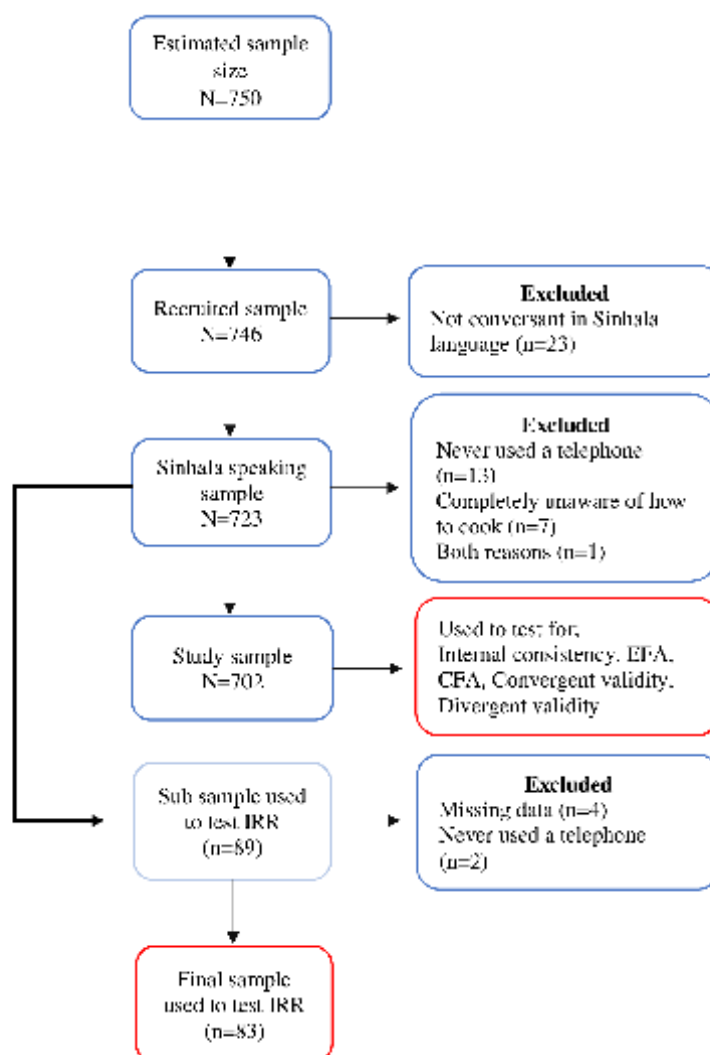 Estimated sample
size
N=750
Recruited sample
N=746
Excluded
Not conversant in Sinhala
language (n=23)
Sinhala speaking
sample
N=723
Excluded
Never used a telephone
(n=13)
Completely unaware of how
to cook (n=7)
Both reasons (n=1)
Study sample
N=702
Used to test for,
Internal consistency, EFA,
CFA, Convergent validity,
Divergent validity
Sub sample used
to test IRR
(n=89)
Excluded
Missing data (n=4)
Never used a telephone
(n=2)
Final sample
used to test IRR
(n=83)